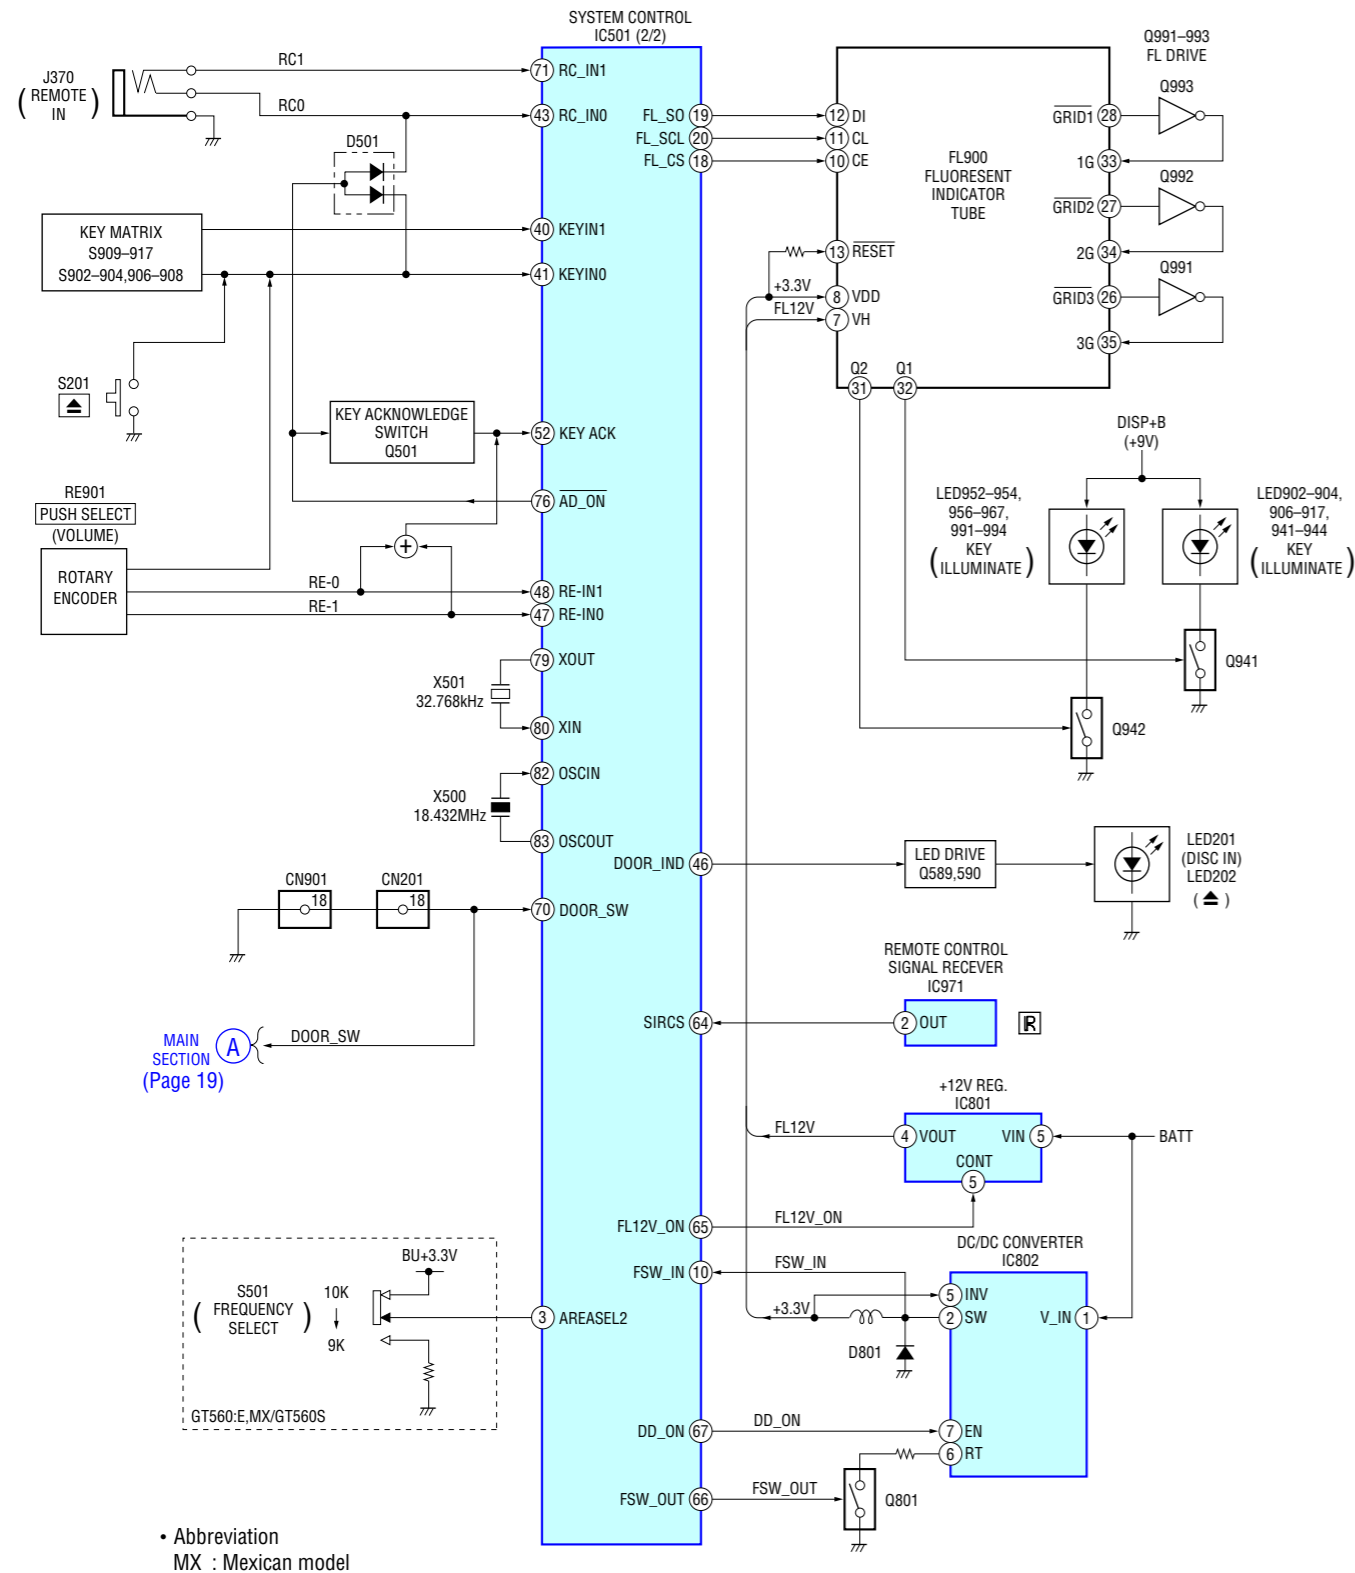 SYSTEM CONTROL
IC501 (2/2)
J370
( REMOTE )
IN
RC1
RC0
71 RC_IN1
43 RC_IN0
D501
KEY MATRIX
S909–917
S902–904,906–908
40 KEYIN1
41 KEYIN0
S201
KEY ACKNOWLEDGE
SWITCH
Q501
52 KEY ACK
76 AD_ON
RE901
PUSH SELECT
(VOLUME)
ROTARY
ENCODER
RE-0
RE-1
+
48 RE-IN1
47 RE-IN0
79 XOUT
X501
32.768kHz
80 XIN
82 OSCIN
X500
18.432MHz
83 OSCOUT
CN901
18
CN201
18
70 DOOR_SW
MAIN
SECTION
(Page 19)
A
DOOR_SW
S501
( FREQUENCY )
SELECT
10K
9K
BU+3.3V
3 AREASEL2
GT560:E,MX/GT560S
FL_SO 19
FL_SCL 20
FL_CS 18
12 DI
11 CL
10 CE
FL900
FLUORESENT
INDICATOR
TUBE
13 RESET
+3.3V
8 VDD
FL12V
7 VH
Q2
31
Q1
32
Q991–993
FL DRIVE
GRID1 28
Q993
1G 33
GRID2 27
Q992
2G 34
GRID3 26
Q991
3G 35
DISP+B
(+9V)
LED952–954,
956–967,
991–994
( KEY )
ILLUMINATE
LED902–904,
906–917,
941–944
( KEY )
ILLUMINATE
Q941
Q942
DOOR_IND 46
LED DRIVE
Q589,590
LED201
(DISC IN)
LED202
( )
REMOTE CONTROL
SIGNAL RECEVER
IC971
SIRCS 64
2 OUT
R
+12V REG.
IC801
FL12V
4 VOUT
VIN 5
BATT
CONT
5
FL12V_ON 65
FL12V_ON
DC/DC CONVERTER
IC802
FSW_IN 10
FSW_IN
5 INV
+3.3V
2 SW
V_IN 1
D801
DD_ON 67
DD_ON
7 EN
6 RT
FSW_OUT 66
FSW_OUT
Q801
• Abbreviation
MX : Mexican model